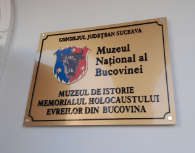 CONSILIUL JUDEȚEAN SUCEAVA
Muzeul
Național al
Bucovinei
MUZEUL DE ISTORIE
MEMORIALUL HOLOCAUSTULUI
EVREILOR DIN BUCOVINA